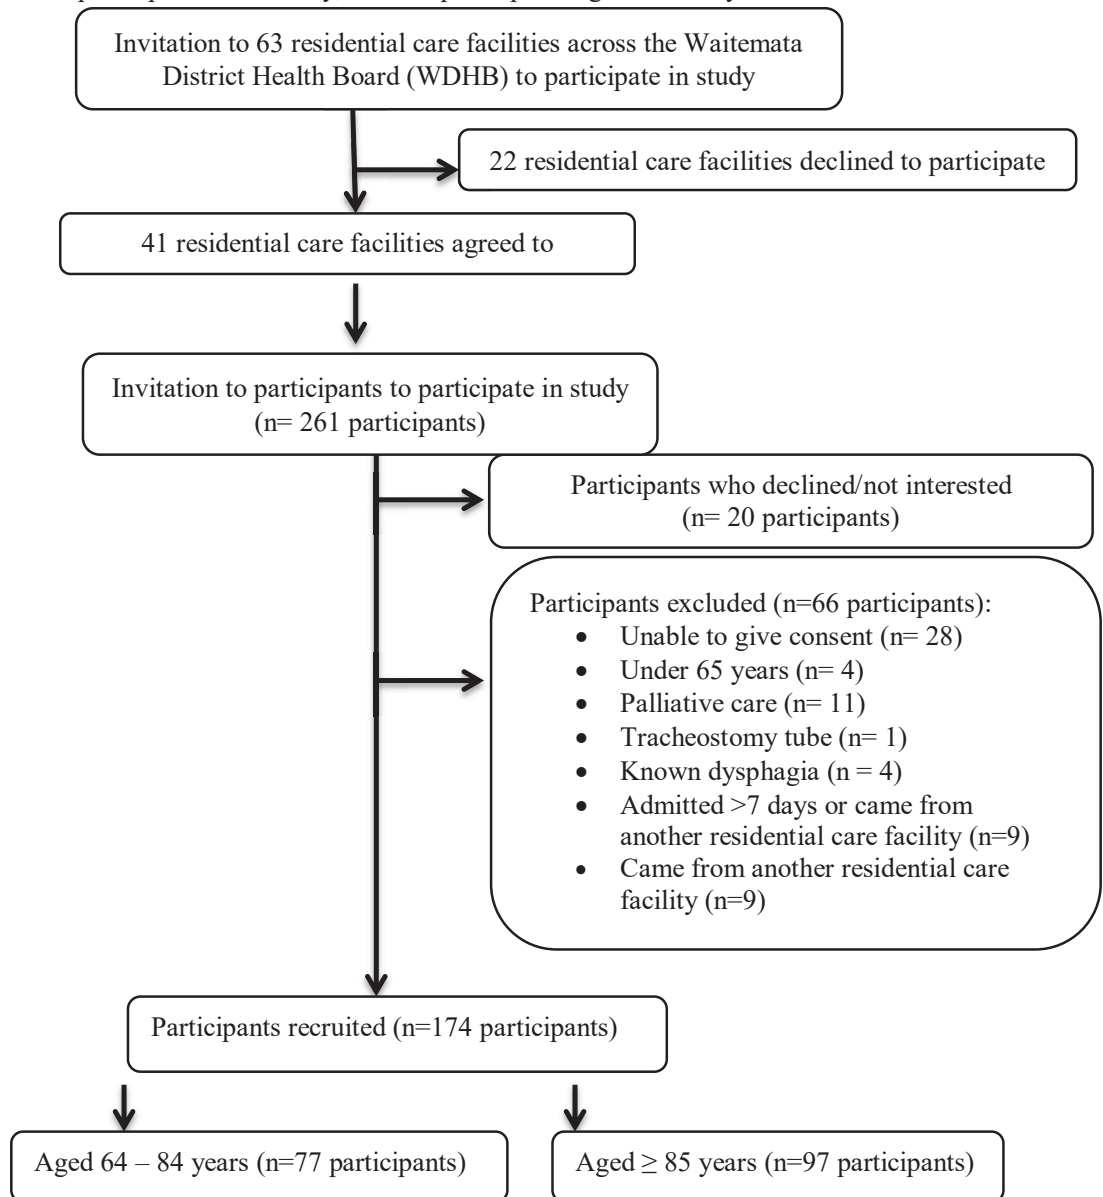 Invitation to 63 residential care facilities across the Waitemata
District Health Board (WDHB) to participate in study
22 residential care facilities declined to participate
41 residential care facilities agreed to
Invitation to participants to participate in study
(n= 261 participants)
Participants who declined/not interested
(n= 20 participants)
Participants excluded (n=66 participants):
• Unable to give consent (n= 28)
• Under 65 years (n= 4)
• Palliative care (n= 11)
• Tracheostomy tube (n= 1)
• Known dysphagia (n = 4)
• Admitted >7 days or came from
another residential care facility (n=9)
• Came from another residential care
facility (n=9)
Participants recruited (n=174 participants)
Aged 64 – 84 years (n=77 participants)
Aged ≥ 85 years (n=97 participants)